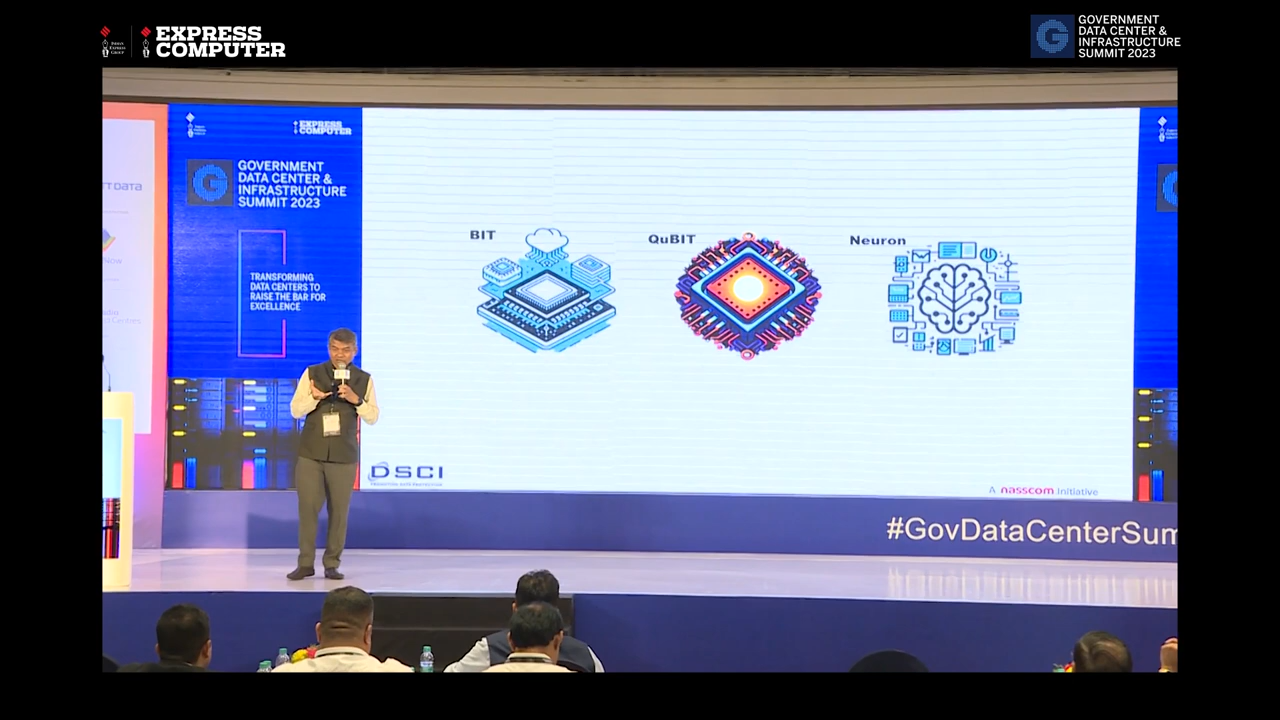 EXPRESS
COMPUTER
GOVERNMENT
DATA CENTER &
INFRASTRUCTURE
SUMMIT 2023
EXPRESS
COMPUTER
GOVERNMENT
DATA CENTER &
INFRASTRUCTURE
SUMMIT 2023
TRANSFORMING
DATA CENTERS TO
RAISE THE BAR FOR
EXCELLENCE
BIT
QuBIT
Neuron
DSCI
A nasscom Initiative
#GovDataCenterSum
DATA